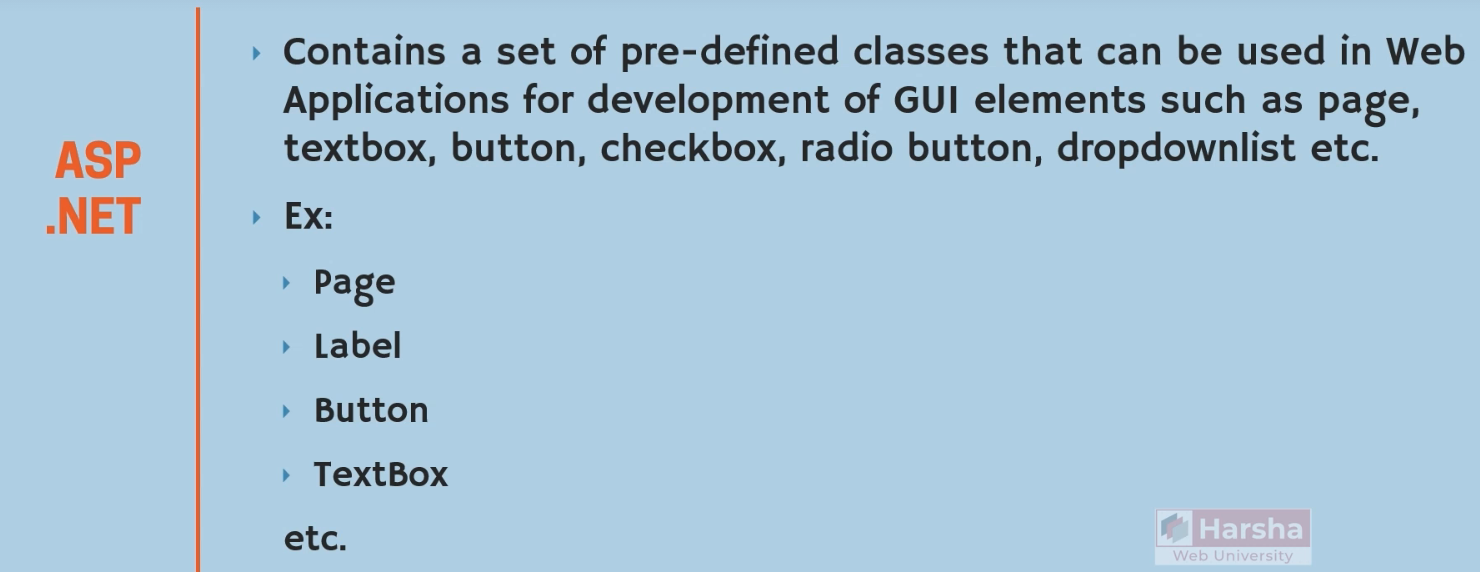 ASP
.NET
Contains a set of pre-defined classes that can be used in Web
Applications for development of GUI elements such as page,
textbox, button, checkbox, radio button, dropdownlist etc.
Ex:
Page
Label
Button
TextBox
etc.
Harsha
Web University